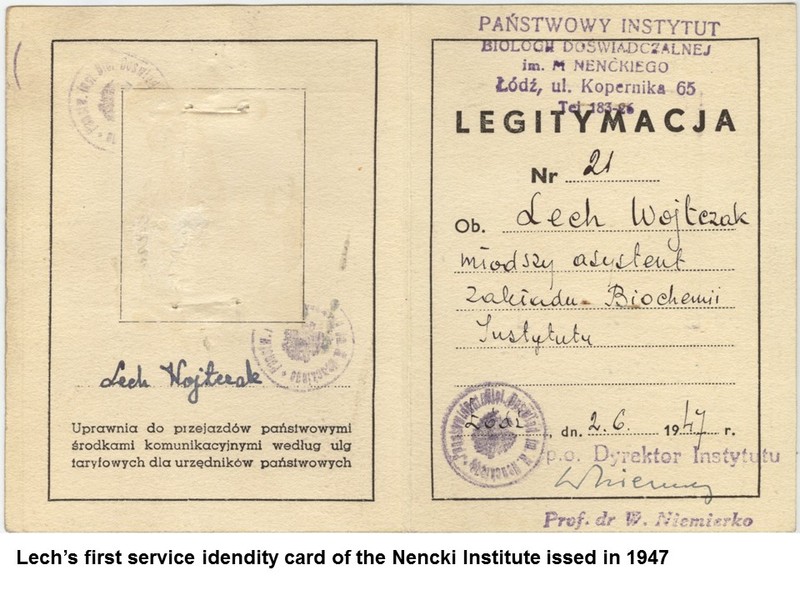 Lech Wojtczak
Uprawnia do przejazdów państwowymi
środkami komunikacyjnymi według ulg
taryfowych dla urzędników państwowych
PAŃSTWOWY INSTYTUT
BIOLOGII DOŚWIADCZALNEJ
im. M NENCKIEGO
Łódź, ul. Kopernika 65
Tel 183-26
LEGITYMACJA
Nr 21
Ob. Lech Wojtczak
młodszy asystent
Zakładu Biochemii
Instytutu
Łódź, dn. 2.6. 1947 r.
p.o. Dyrektor Instytutu
Prof. dr W. Niemierko
Lech’s first service idendity card of the Nencki Institute issed in 1947